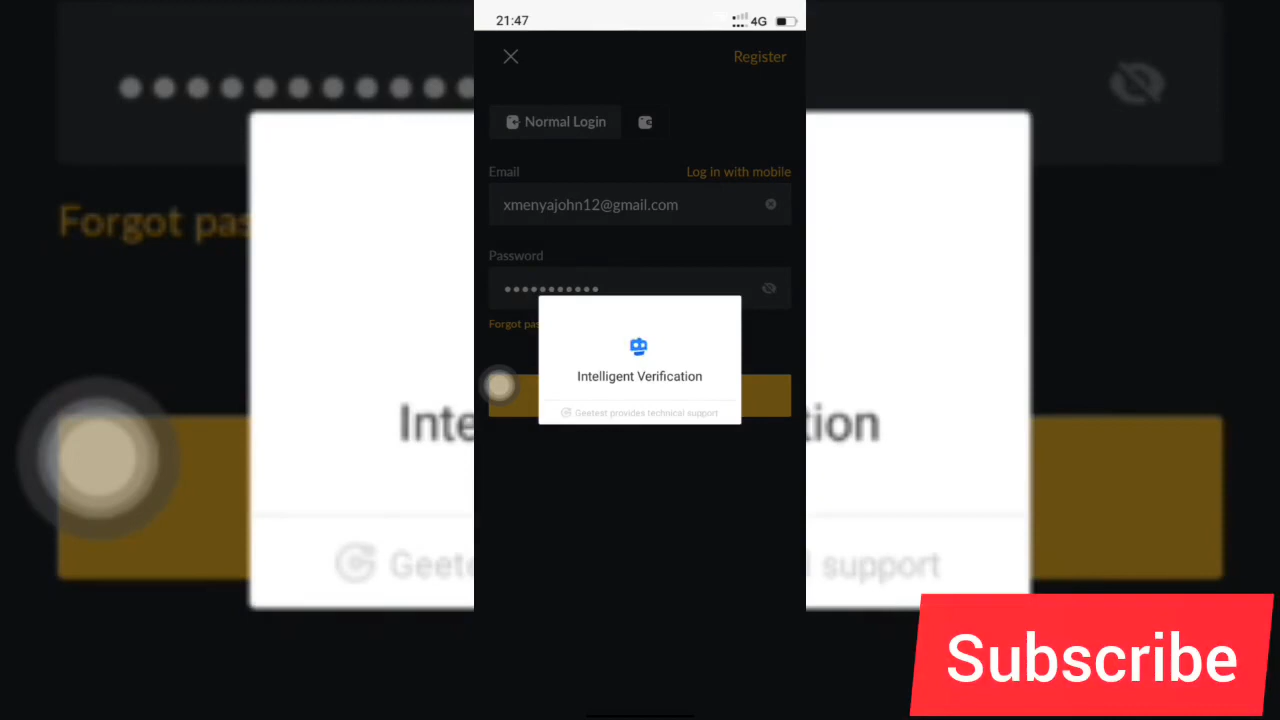 21:47
4G
Register
Normal Login
Email
Log in with mobile
xmenyajohn12@gmail.com
Password
Forgot pas
Forgot pas
Intelligent Verification
Geetest provides technical support
Inte
tion
Geete
support
Subscribe